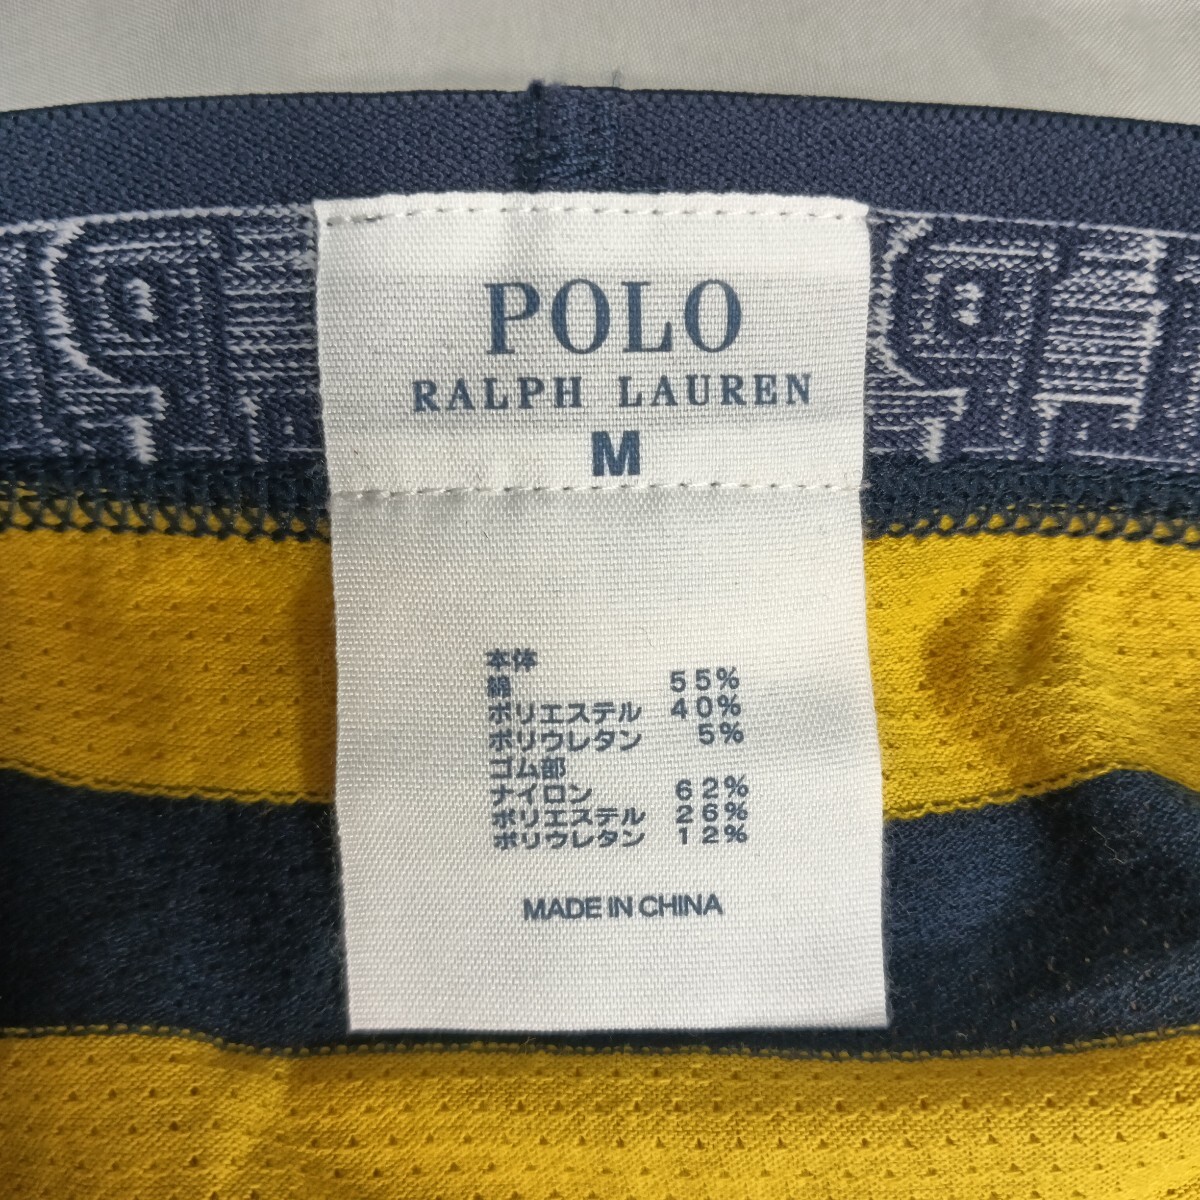 POLO
RALPH LAUREN
M
本体
綿 55%
ポリエステル 40%
ポリウレタン 5%
ゴム部
ナイロン 62%
ポリエステル 26%
ポリウレタン 12%
MADE IN CHINA